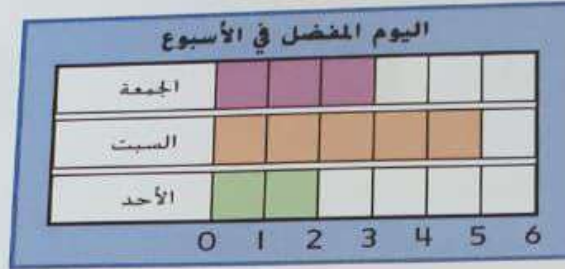 اليوم المفضل في الأسبوع
الجمعة
السبت
الأحد
0 1 2 3 4 5 6